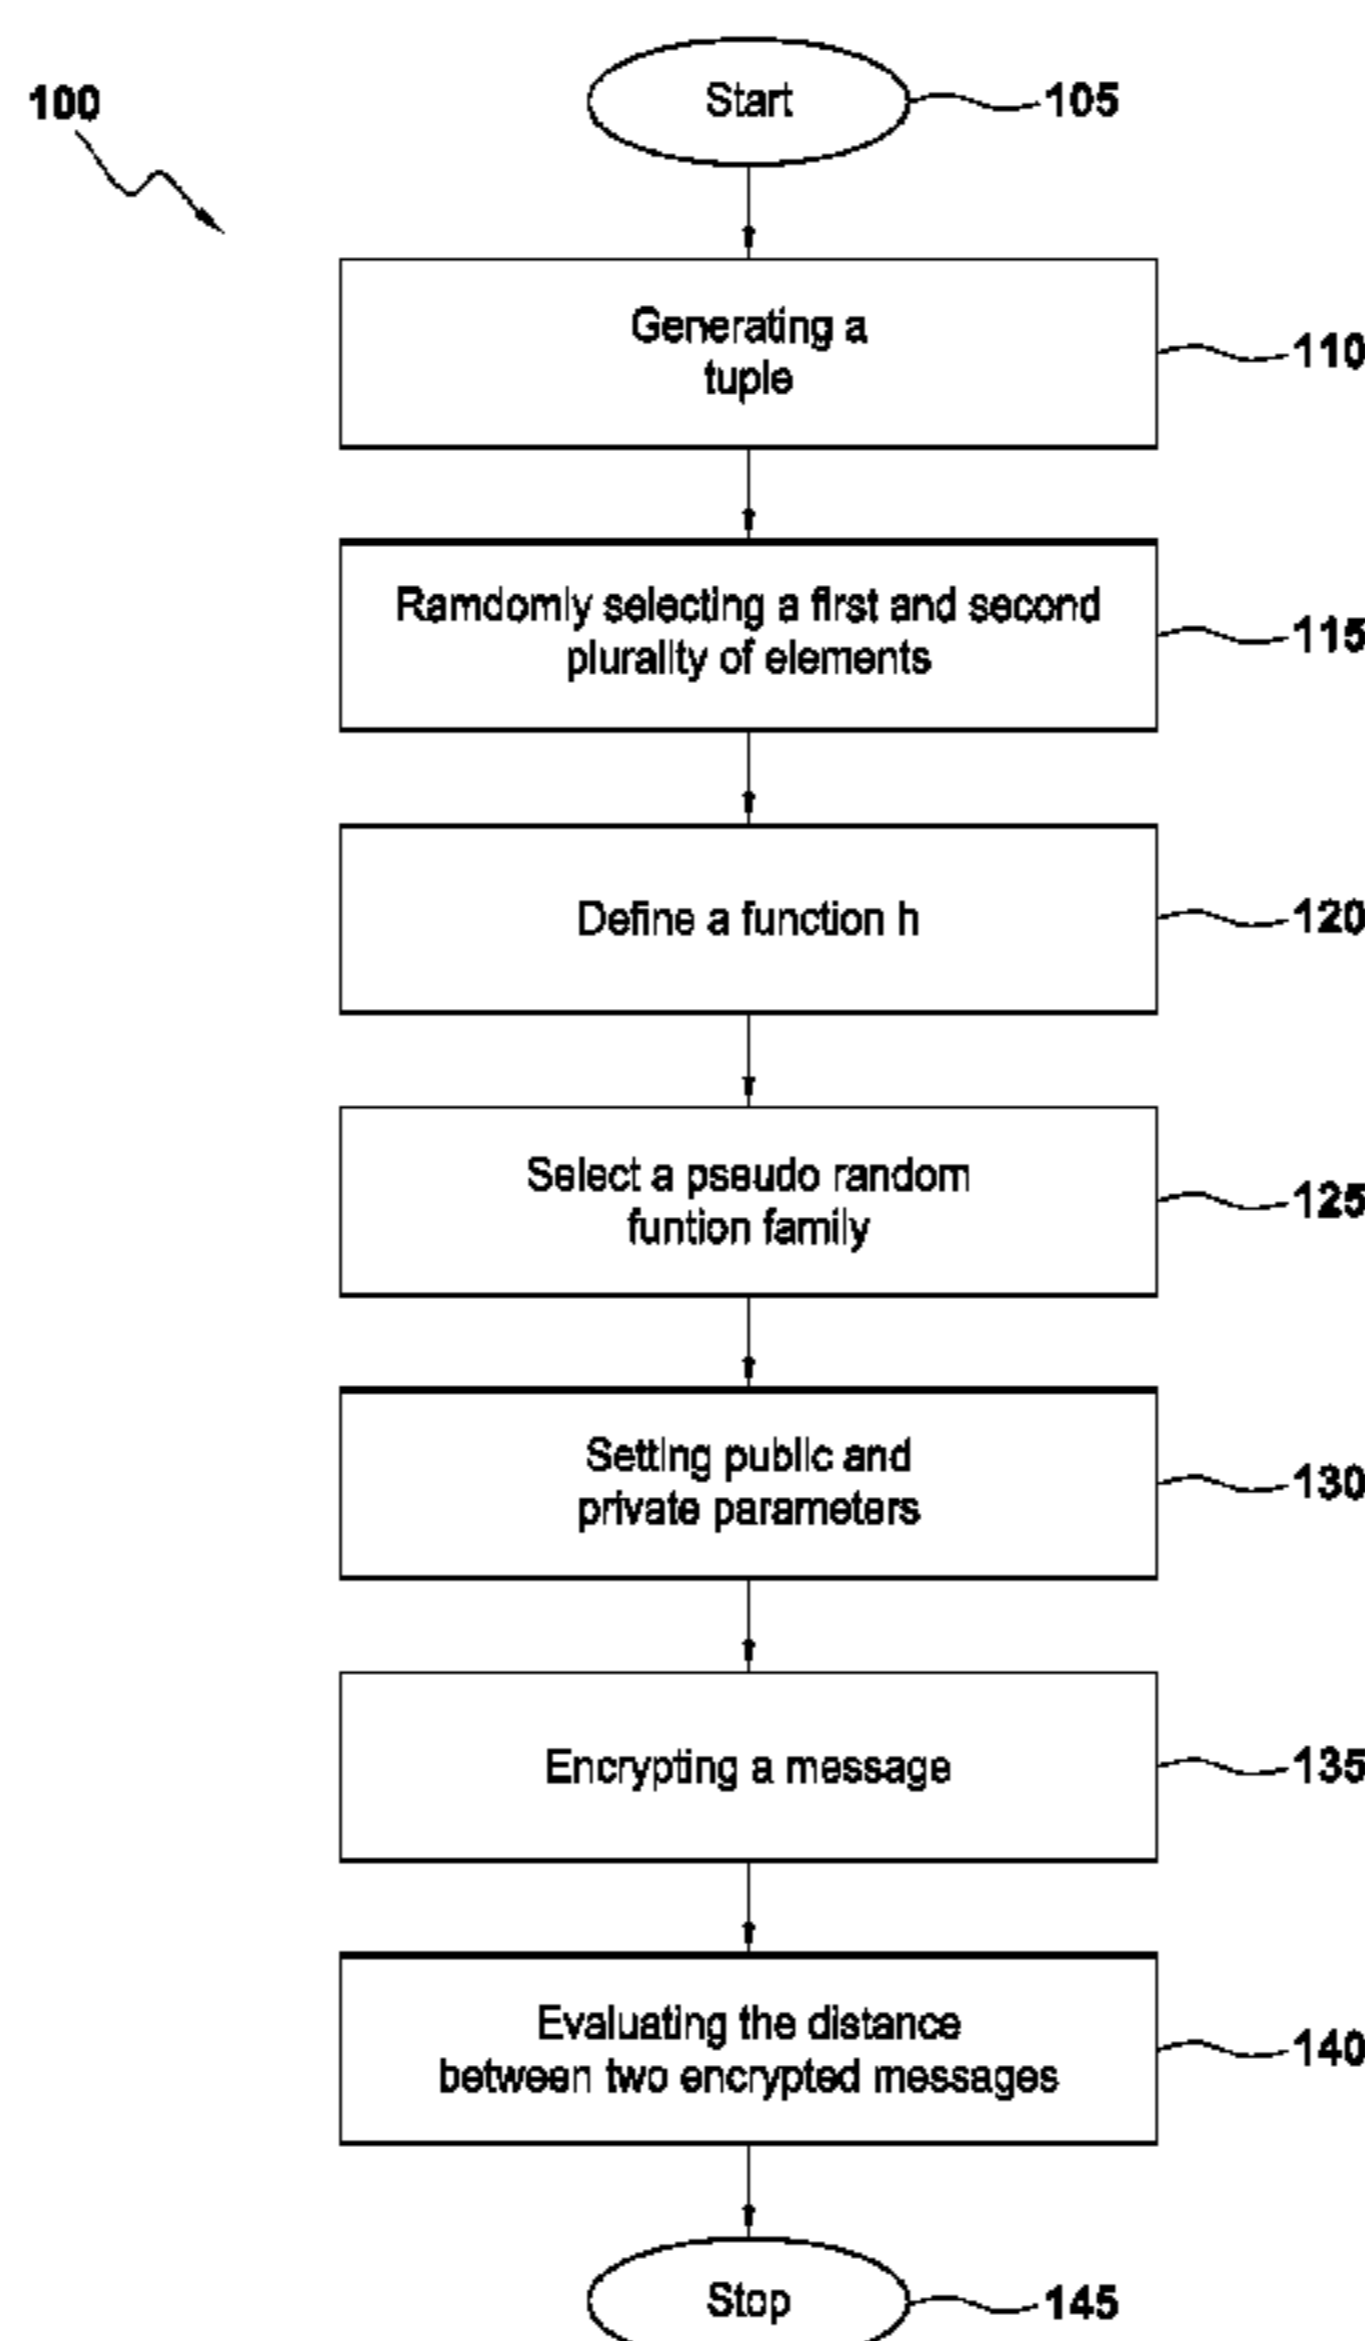 100
Start
105
Generating a
tuple
110
Ramdomly selecting a first and second
plurality of elements
115
Define a function h
120
Select a pseudo random
funtion family
125
Setting public and
private parameters
130
Encrypting a message
135
Evaluating the distance
between two encrypted messages
140
Stop
145